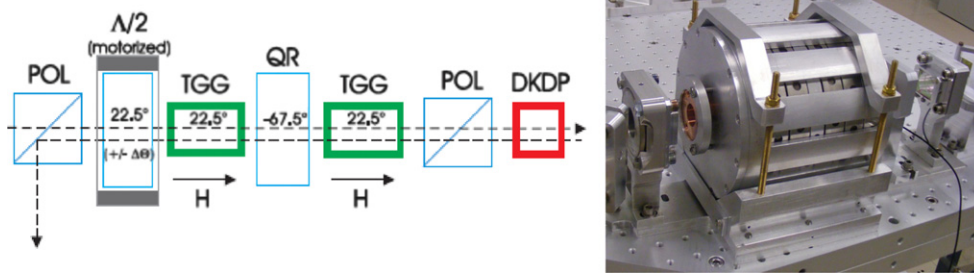 Λ/2
(motorized)
QR
POL
TGG
TGG
POL
DKDP
22.5°
22,5°
-67.5°
22.5°
(+/- ΔΘ)
H
H